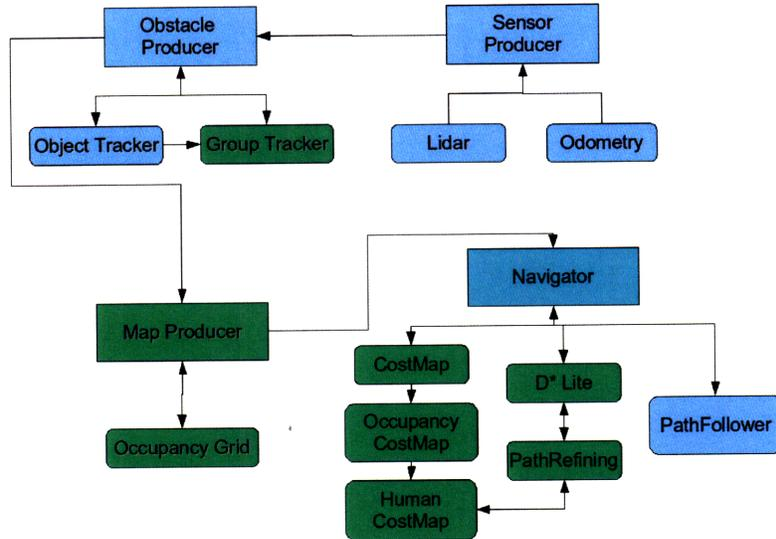 Obstacle
Producer
Sensor
Producer
Object Tracker
Group Tracker
Lidar
Odometry
Navigator
Map Producer
CostMap
D* Lite
Occupancy
CostMap
PathFollower
Occupancy Grid
PathRefining
Human
CostMap